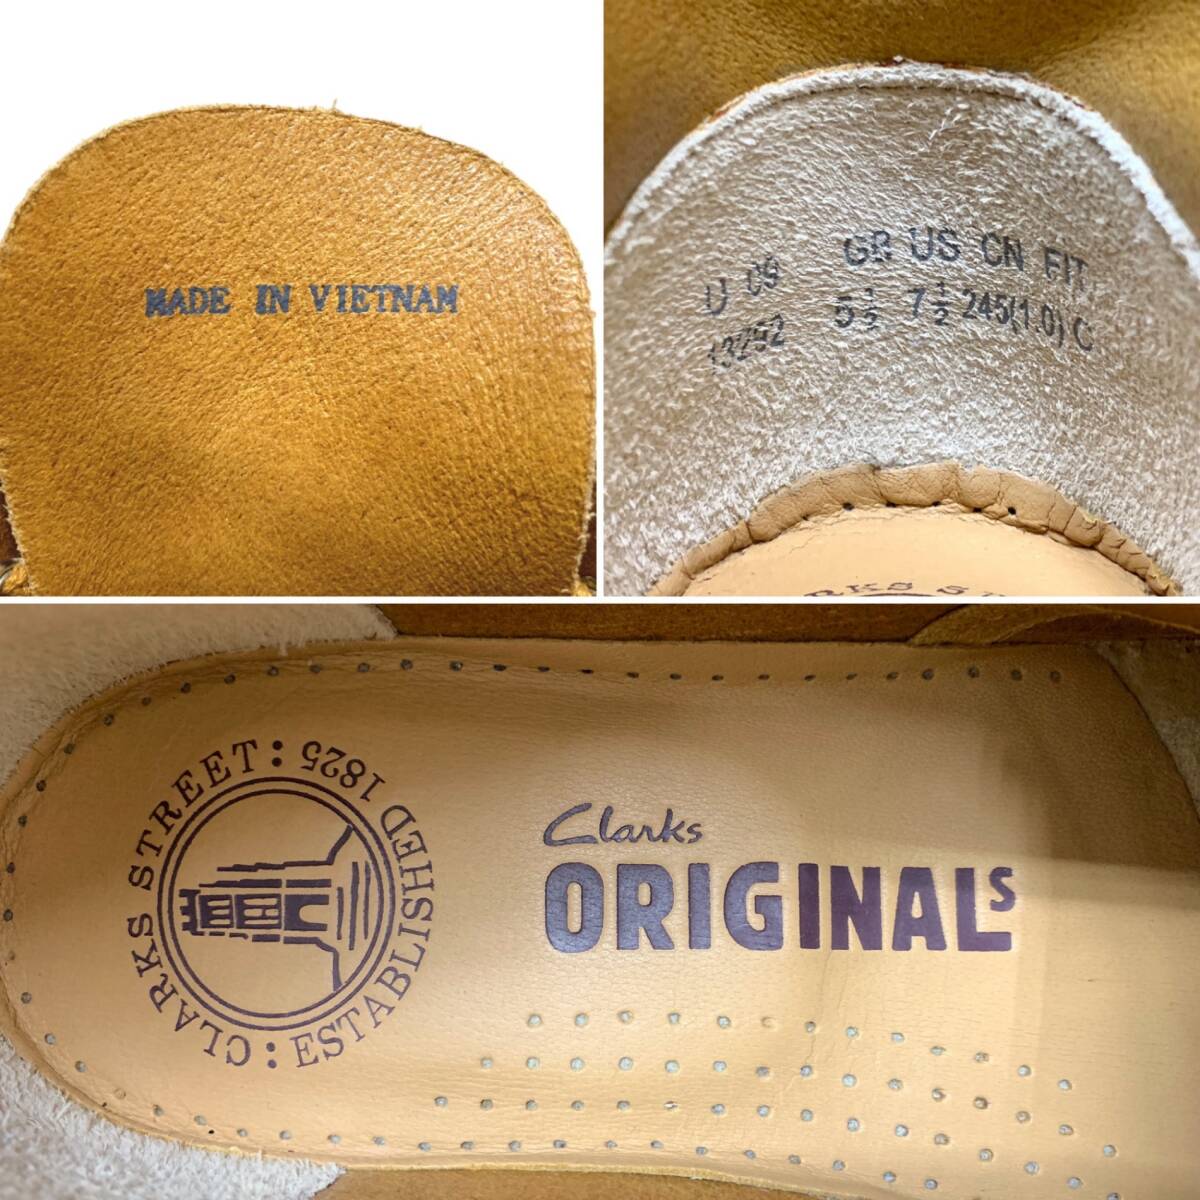 MADE IN VIETNAM
U 09 GB US CN FIT
13292 5½ 7½ 245(1.0) C
CLARKS STREET: ESTABLISHED 1825:
Clarks
ORIGINALS